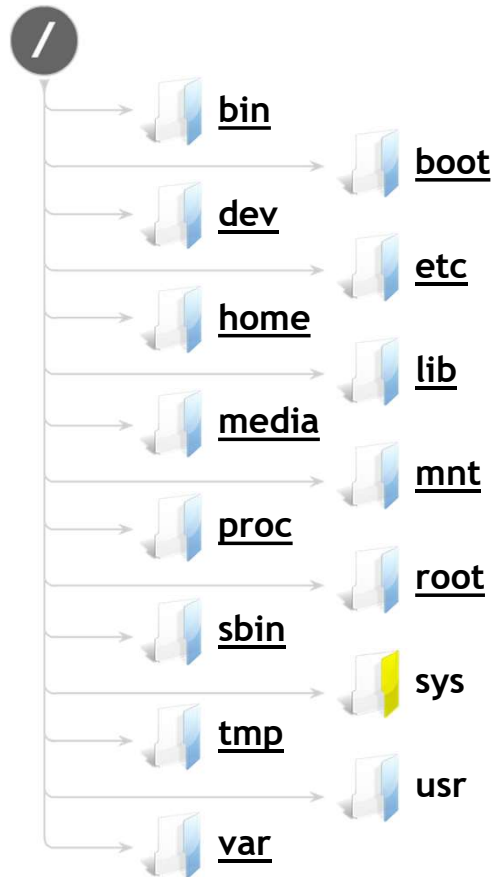 /
bin
boot
dev
etc
home
lib
media
mnt
proc
root
sbin
sys
tmp
usr
var